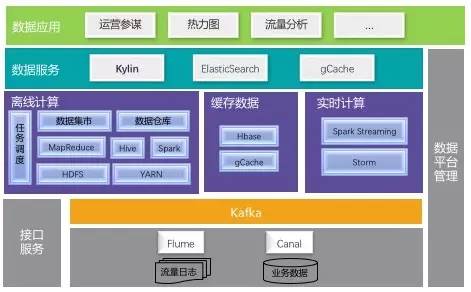 数据应用
运营参谋
热力图
流量分析
...
数据服务
Kylin
ElasticSearch
gCache
离线计算
任务调度
数据集市
数据仓库
MapReduce
Hive
Spark
HDFS
YARN
缓存数据
Hbase
gCache
实时计算
Spark Streaming
Storm
数据
平台
管理
接口
服务
Kafka
Flume
Canal
流量日志
业务数据